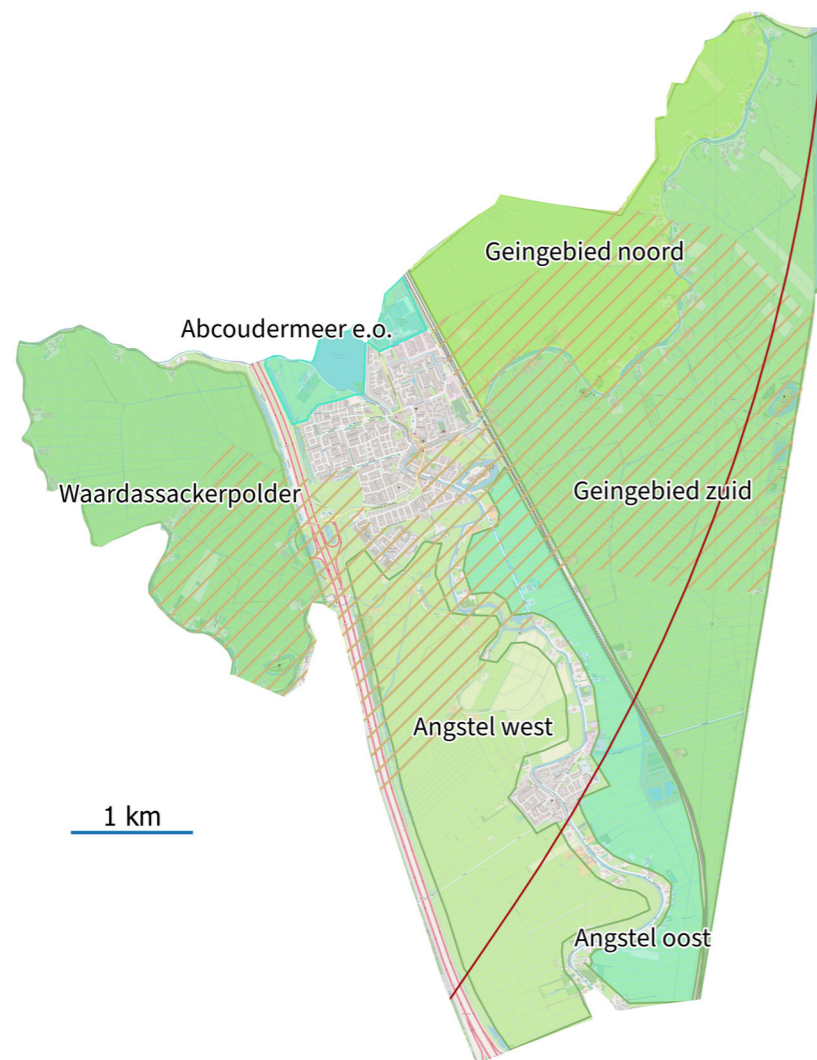 Geingebied noord
Abcoudermeer e.o.
Waardassackerpolder
Geingebied zuid
Angstel west
1 km
Angstel oost